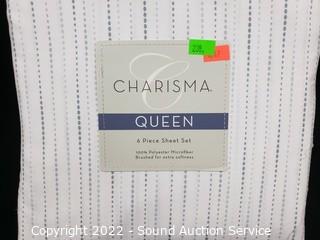 CHARISMA
QUEEN
6 Piece Sheet Set
100% Polyester Microfiber
Brushed for extra softness
Copyright 2022 - Sound Auction Service